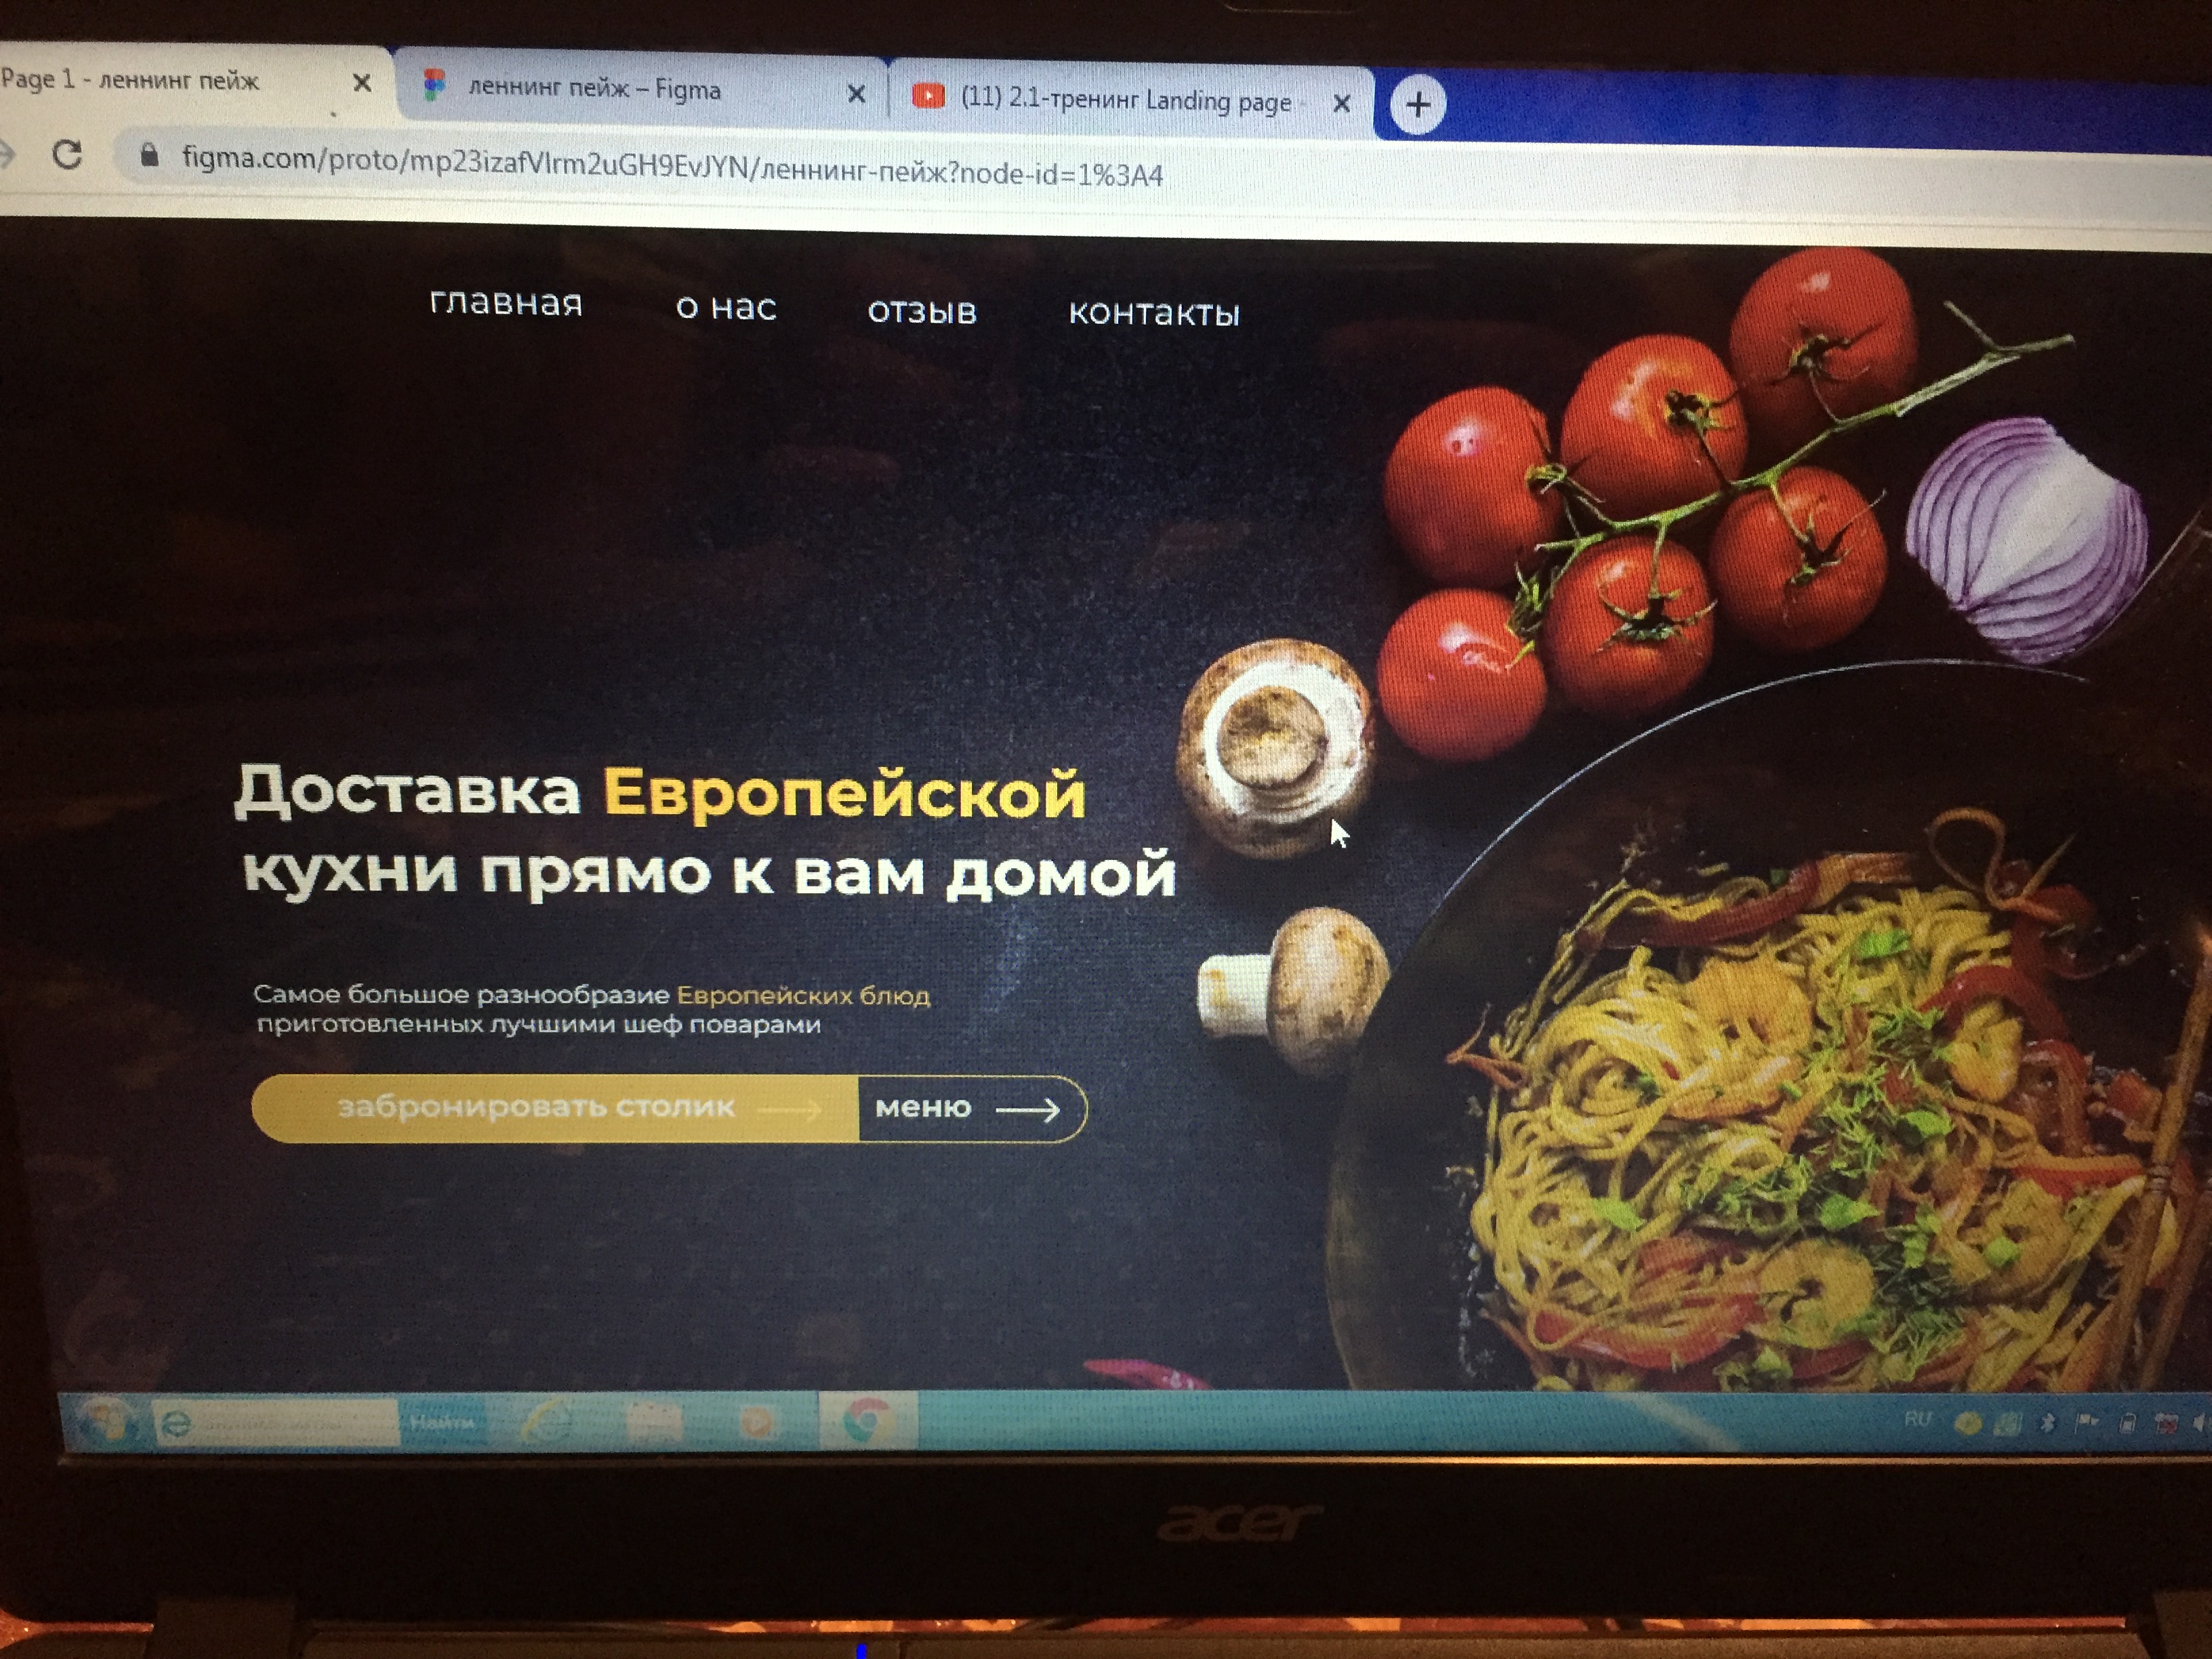 Page 1 - леннинг пейж
леннинг пейж – Figma
(11) 2.1-тренинг Landing page
figma.com/proto/mp23izafVlrm2uGH9EvJYN/леннинг-пейж?node-id=1%3A4
главная о нас отзыв контакты
Доставка Европейской
кухни прямо к вам домой
Самое большое разнообразие Европейских блюд
приготовленных лучшими шеф поварами
забронировать столик меню
Найти
RU
acer